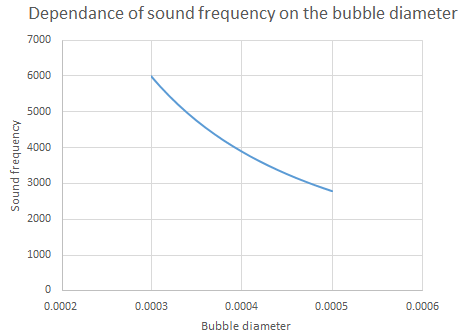 Dependance of sound frequency on the bubble diameter
7000
6000
5000
4000
3000
2000
1000
0
Sound frequency
0.0002 0.0003 0.0004 0.0005 0.0006
Bubble diameter